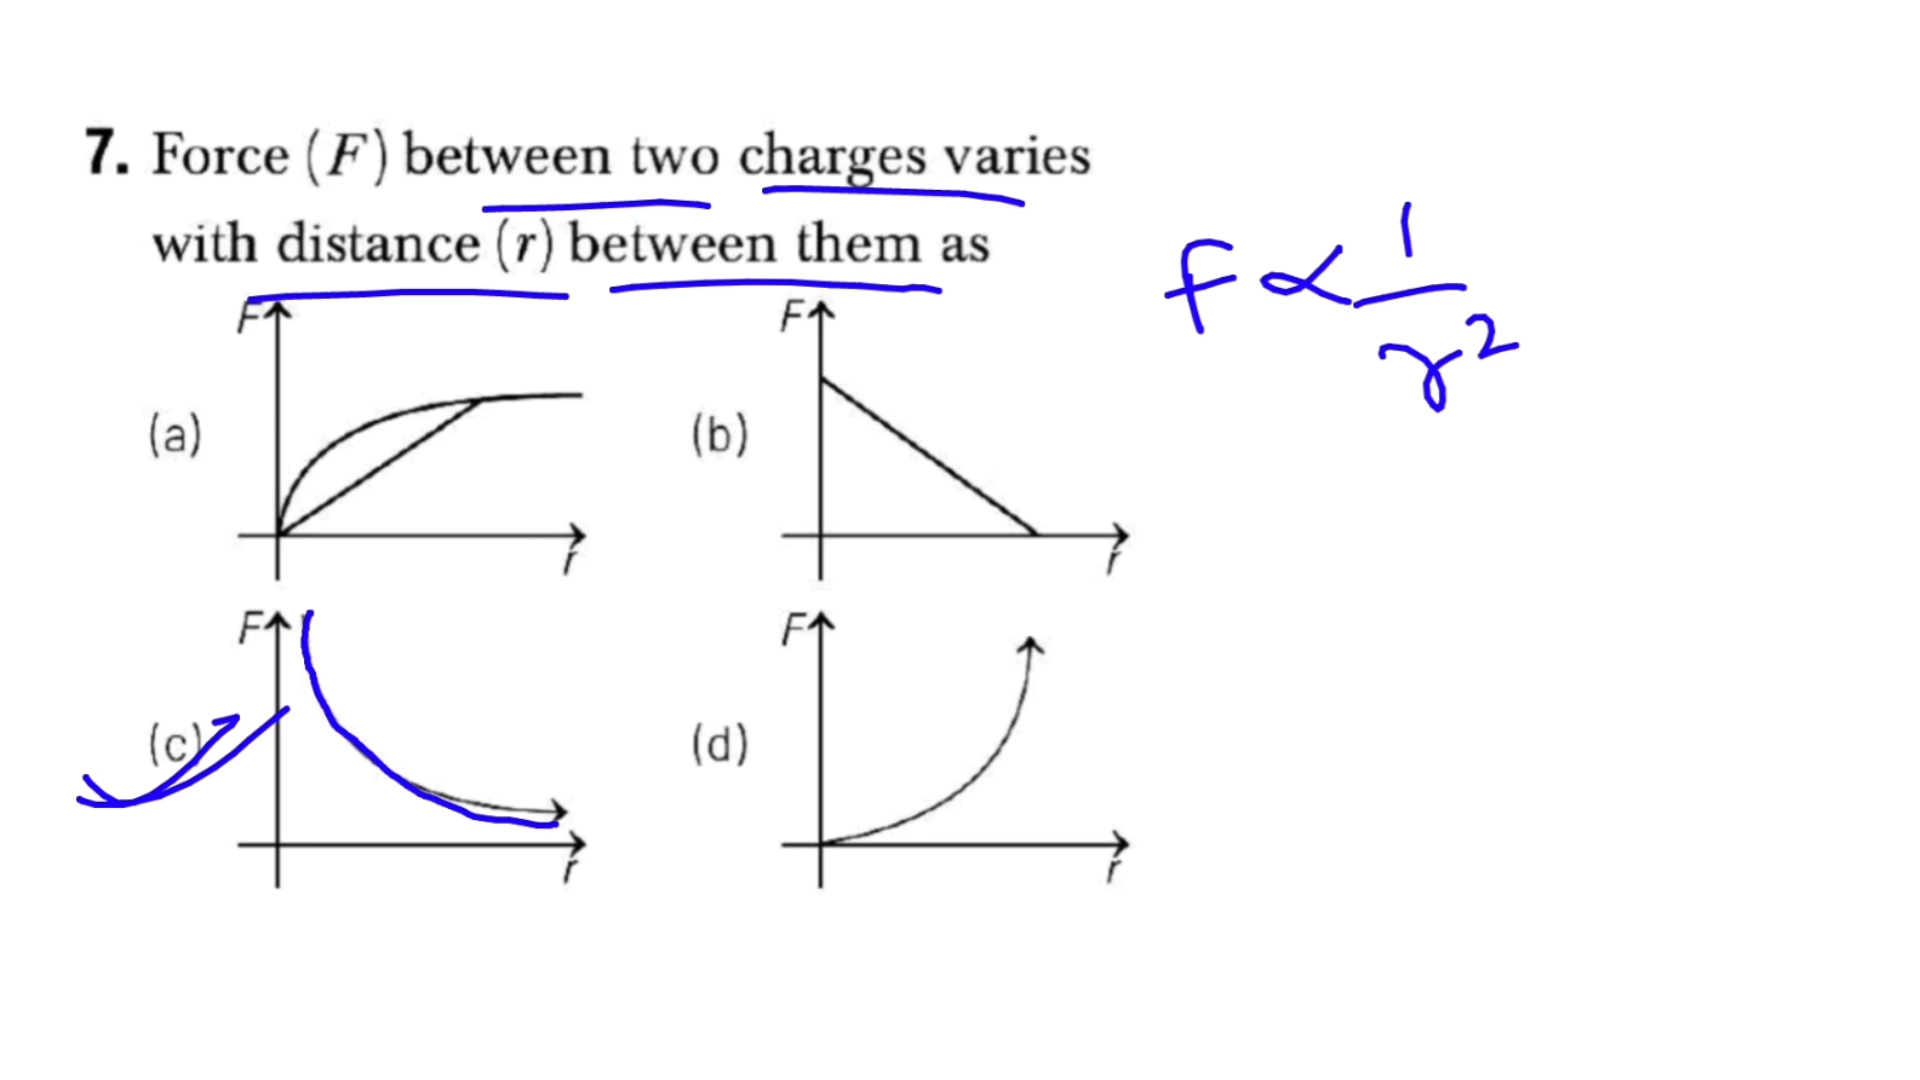 7. Force (F) between two charges varies
with distance (r) between them as
F ∝ 1/r²
(a) F r
(b) F r
(c) F r
(d) F r